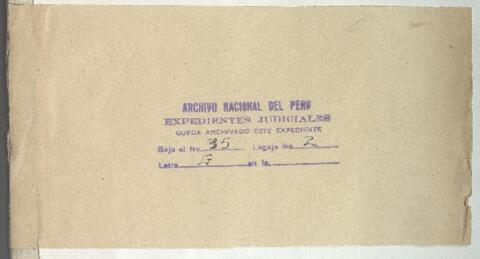 ARCHIVO NACIONAL DEL PERU
EXPEDIENTES JUDICIALES
QUEDA ARCHIVADO ESTE EXPEDIENTE
Bajo el No. 35 Legajo No. 2
Letra en fs.